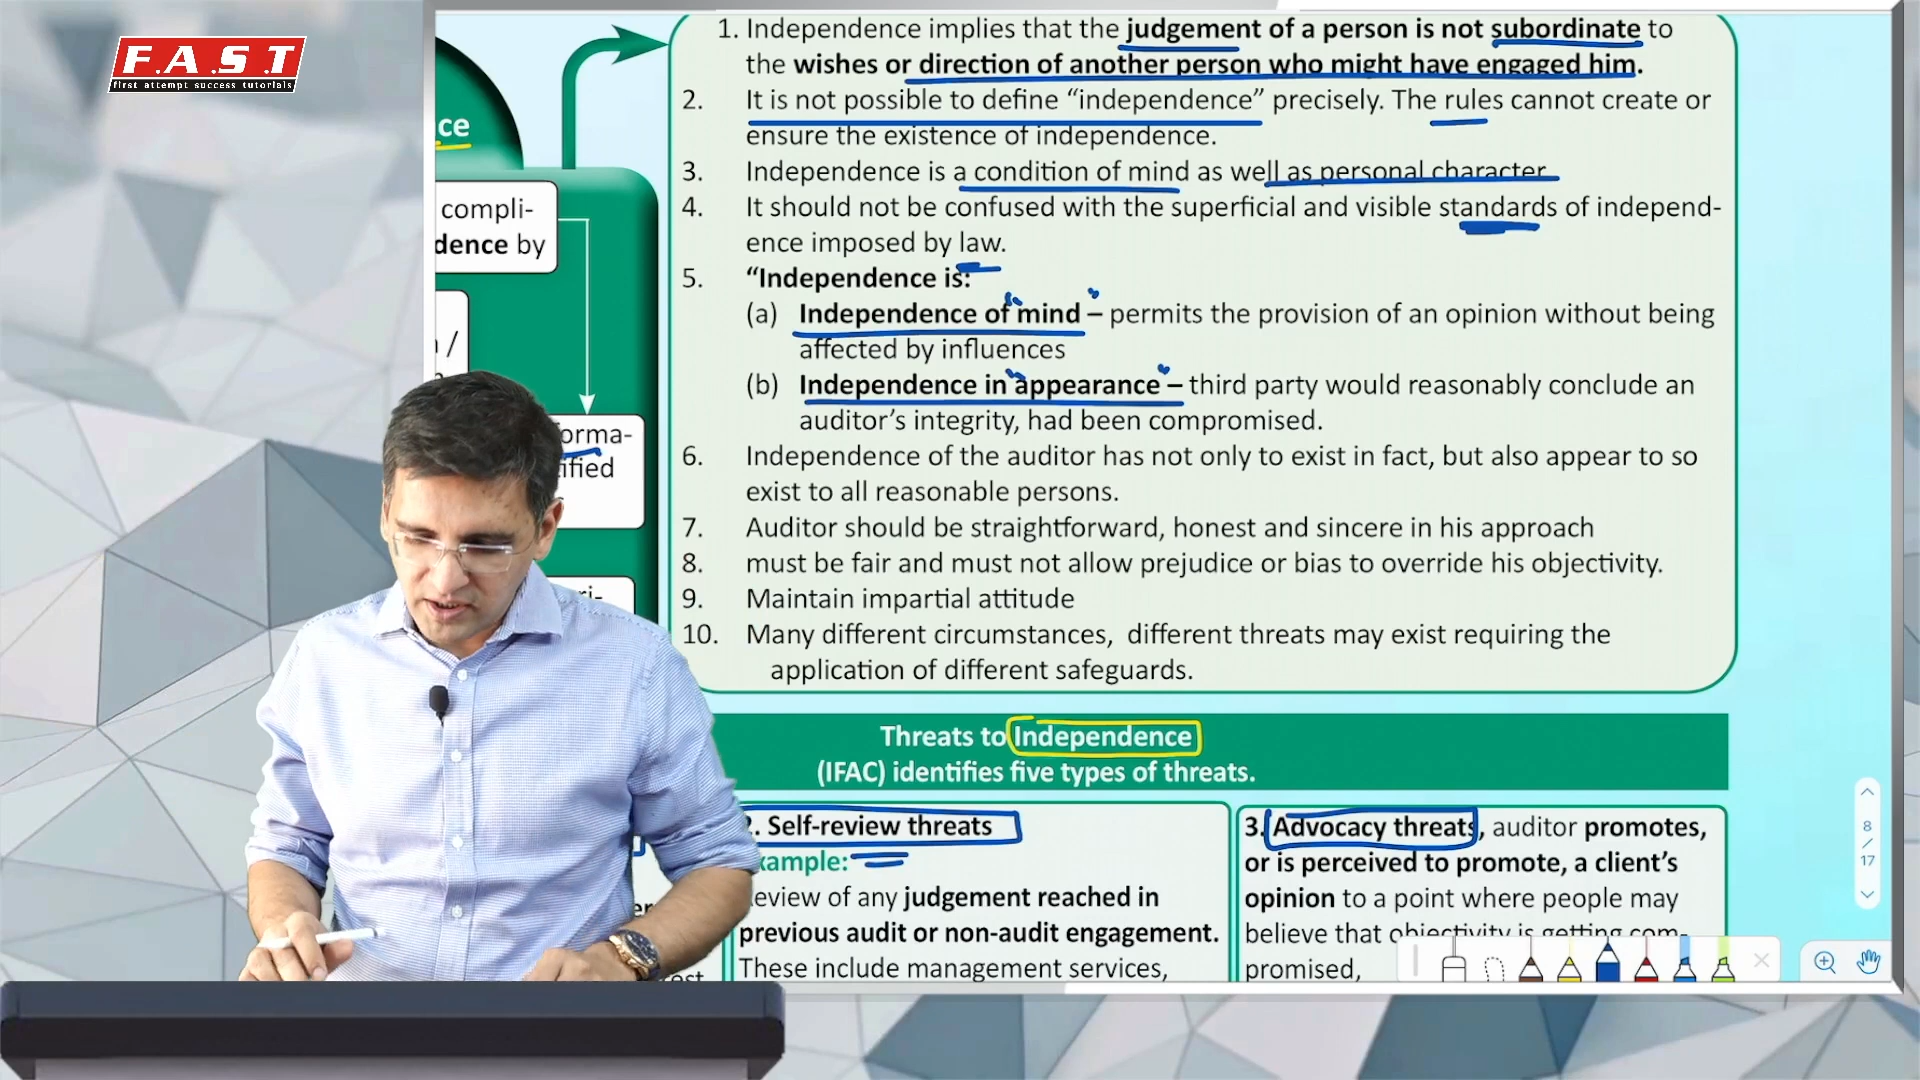 F.A.S.T
first attempt success tutorials
ce
compli-
dence by
/
orma-
ified
ri-
1. Independence implies that the judgement of a person is not subordinate to
the wishes or direction of another person who might have engaged him.
2. It is not possible to define “independence” precisely. The rules cannot create or
ensure the existence of independence.
3. Independence is a condition of mind as well as personal character
4. It should not be confused with the superficial and visible standards of independ-
ence imposed by law.
5. “Independence is:
(a) Independence of mind – permits the provision of an opinion without being
affected by influences
(b) Independence in appearance – third party would reasonably conclude an
auditor’s integrity, had been compromised.
6. Independence of the auditor has not only to exist in fact, but also appear to so
exist to all reasonable persons.
7. Auditor should be straightforward, honest and sincere in his approach
8. must be fair and must not allow prejudice or bias to override his objectivity.
9. Maintain impartial attitude
10. Many different circumstances, different threats may exist requiring the
application of different safeguards.
Threats to Independence
(IFAC) identifies five types of threats.
. Self-review threats
xample:
eview of any judgement reached in
previous audit or non-audit engagement.
These include management services,
3. Advocacy threats, auditor promotes,
or is perceived to promote, a client’s
opinion to a point where people may
believe that objectivity is getting com-
promised,
8
/
17